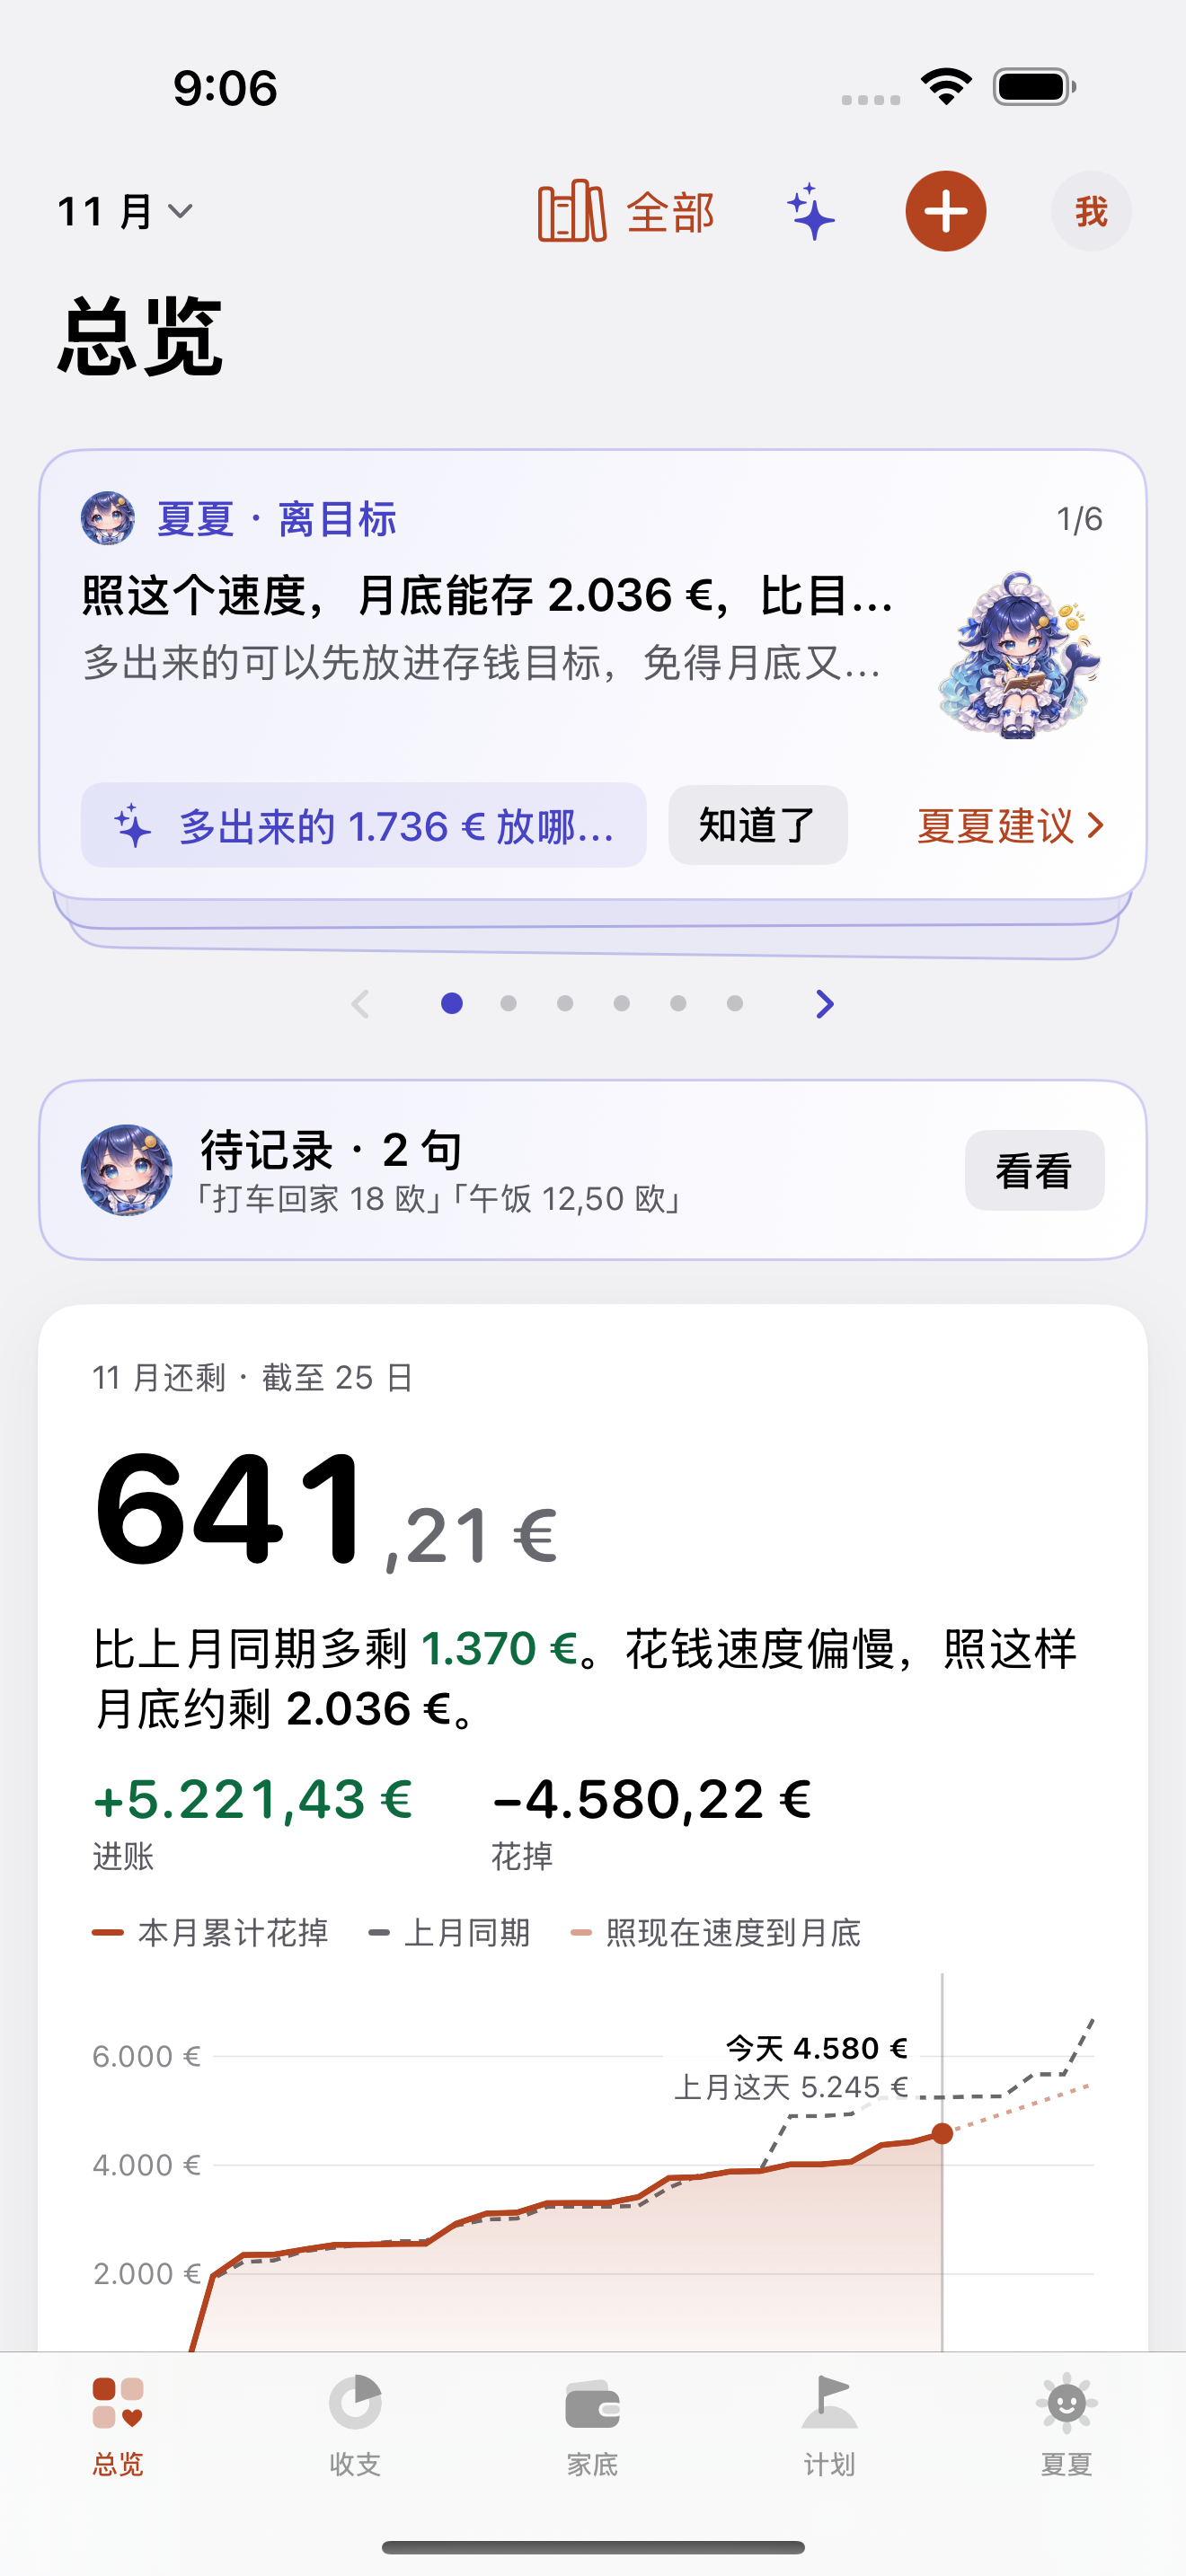 9:06
11 月
全部
我
总览
夏夏 · 离目标
1/6
照这个速度，月底能存 2.036 €，比目...
多出来的可以先放进存钱目标，免得月底又...
多出来的 1.736 € 放哪...
知道了
夏夏建议
待记录 · 2 句
「打车回家 18 欧」「午饭 12,50 欧」
看看
11 月还剩 · 截至 25 日
641,21 €
比上月同期多剩 1.370 €。花钱速度偏慢，照这样
月底约剩 2.036 €。
+5.221,43 €
−4.580,22 €
进账
花掉
本月累计花掉
上月同期
照现在速度到月底
今天 4.580 €
6.000 €
上月这天 5.245 €
4.000 €
2.000 €
总览
收支
家底
计划
夏夏